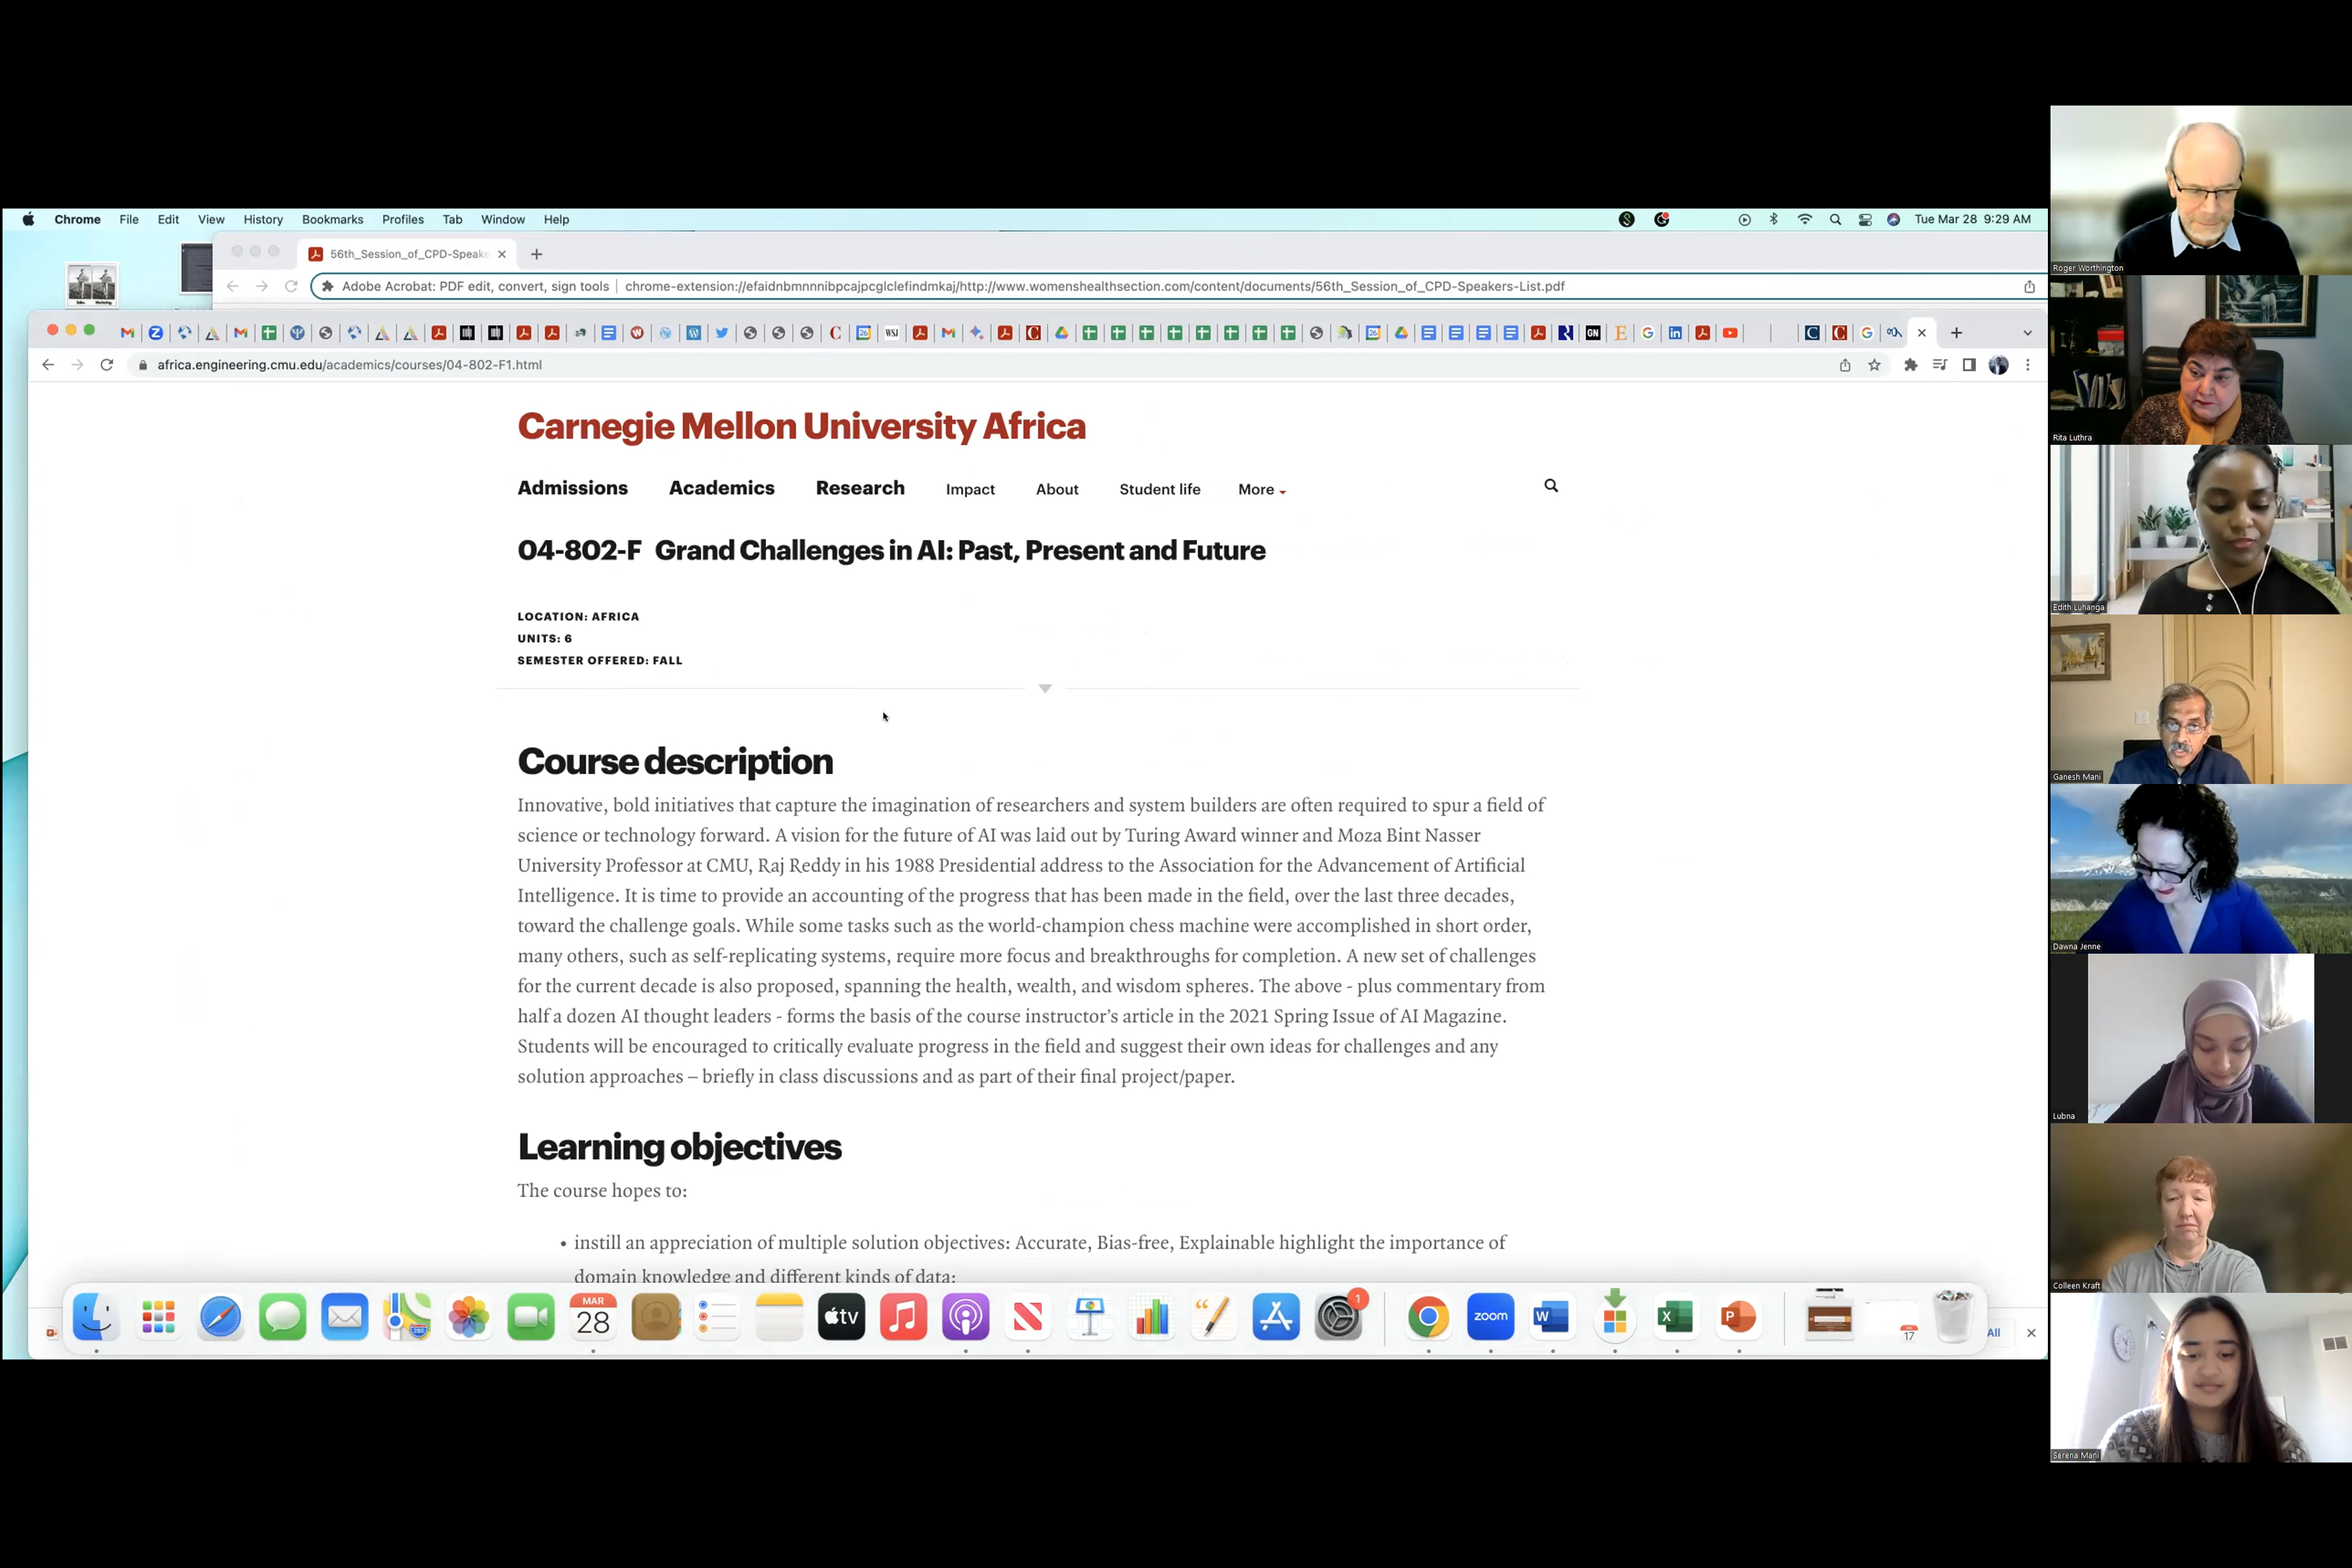 Chrome File Edit View History Bookmarks Profiles Tab Window Help Tue Mar 28 9:29 AM
56th_Session_of_CPD-Speak
Adobe Acrobat: PDF edit, convert, sign tools | chrome-extension://efaidnbmnnnibpcajpcglclefindmkaj/http://www.womenshealthsection.com/content/documents/56th_Session_of_CPD-Speakers-List.pdf
africa.engineering.cmu.edu/academics/courses/04-802-F1.html
Carnegie Mellon University Africa
Admissions Academics Research Impact About Student life More
04-802-F Grand Challenges in AI: Past, Present and Future
LOCATION: AFRICA
UNITS: 6
SEMESTER OFFERED: FALL
Course description
Innovative, bold initiatives that capture the imagination of researchers and system builders are often required to spur a field of
science or technology forward. A vision for the future of AI was laid out by Turing Award winner and Moza Bint Nasser
University Professor at CMU, Raj Reddy in his 1988 Presidential address to the Association for the Advancement of Artificial
Intelligence. It is time to provide an accounting of the progress that has been made in the field, over the last three decades,
toward the challenge goals. While some tasks such as the world-champion chess machine were accomplished in short order,
many others, such as self-replicating systems, require more focus and breakthroughs for completion. A new set of challenges
for the current decade is also proposed, spanning the health, wealth, and wisdom spheres. The above - plus commentary from
half a dozen AI thought leaders - forms the basis of the course instructor's article in the 2021 Spring Issue of AI Magazine.
Students will be encouraged to critically evaluate progress in the field and suggest their own ideas for challenges and any
solution approaches – briefly in class discussions and as part of their final project/paper.
Learning objectives
The course hopes to:
• instill an appreciation of multiple solution objectives: Accurate, Bias-free, Explainable highlight the importance of
domain knowledge and different kinds of data;
MAR
28
tv
zoom
W
X
P
1
17
All
Roger Worthington
Rita Luthra
Edith Luhanga
Ganesh Mani
Dawna Jenne
Lubna
Colleen Kraft
Serena Mani